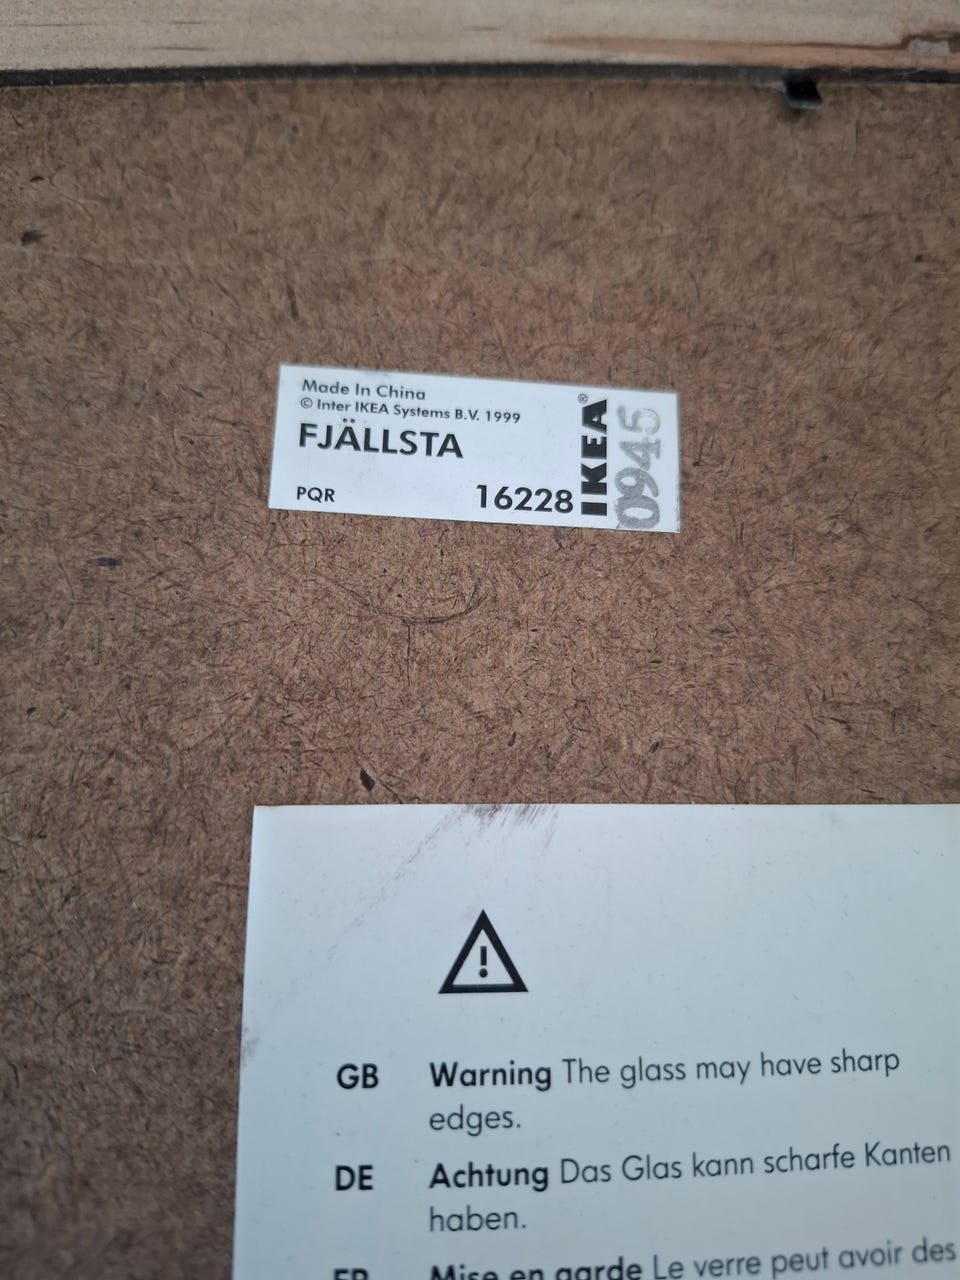 Made In China
© Inter IKEA Systems B.V. 1999
FJÄLLSTA
PQR 16228
IKEA®
0945
GB Warning The glass may have sharp
edges.
DE Achtung Das Glas kann scharfe Kanten
haben.
FR Mise en garde Le verre peut avoir des